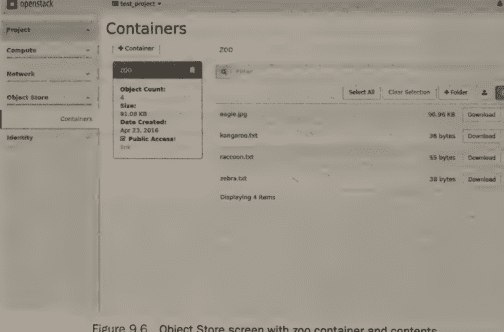 openstack
test_project
Project
Compute
Network
Object Store
Containers
Identity
Containers
+ Container
zoo
Object Count:
4
Size:
91.00 KB
Date Created:
Apr 23, 2016
Public Access:
Link
zoo
Filter
Select All Clear Selection + Folder
eagle.jpg Download
kangaroo.txt bytes Download
raccoon.txt bytes Download
zebra.txt bytes Download
Displaying 4 items
Figure 9.6 Object Store screen with zoo container and contents